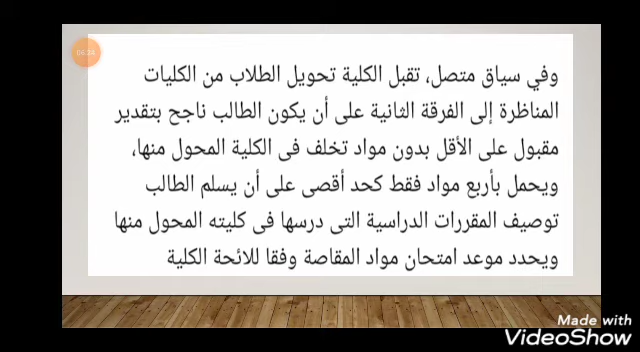 06:34
وفي سياق متصل، تقبل الكلية تحويل الطلاب من الكليات
المناظرة إلى الفرقة الثانية على أن يكون الطالب ناجح بتقدير
مقبول على الأقل بدون مواد تخلف فى الكلية المحول منها،
ويحمل بأربع مواد فقط كحد أقصى على أن يسلم الطالب
توصيف المقررات الدراسية التى درسها فى كليته المحول منها
ويحدد موعد امتحان مواد المقاصة وفقا للائحة الكلية
Made with
VideoShow